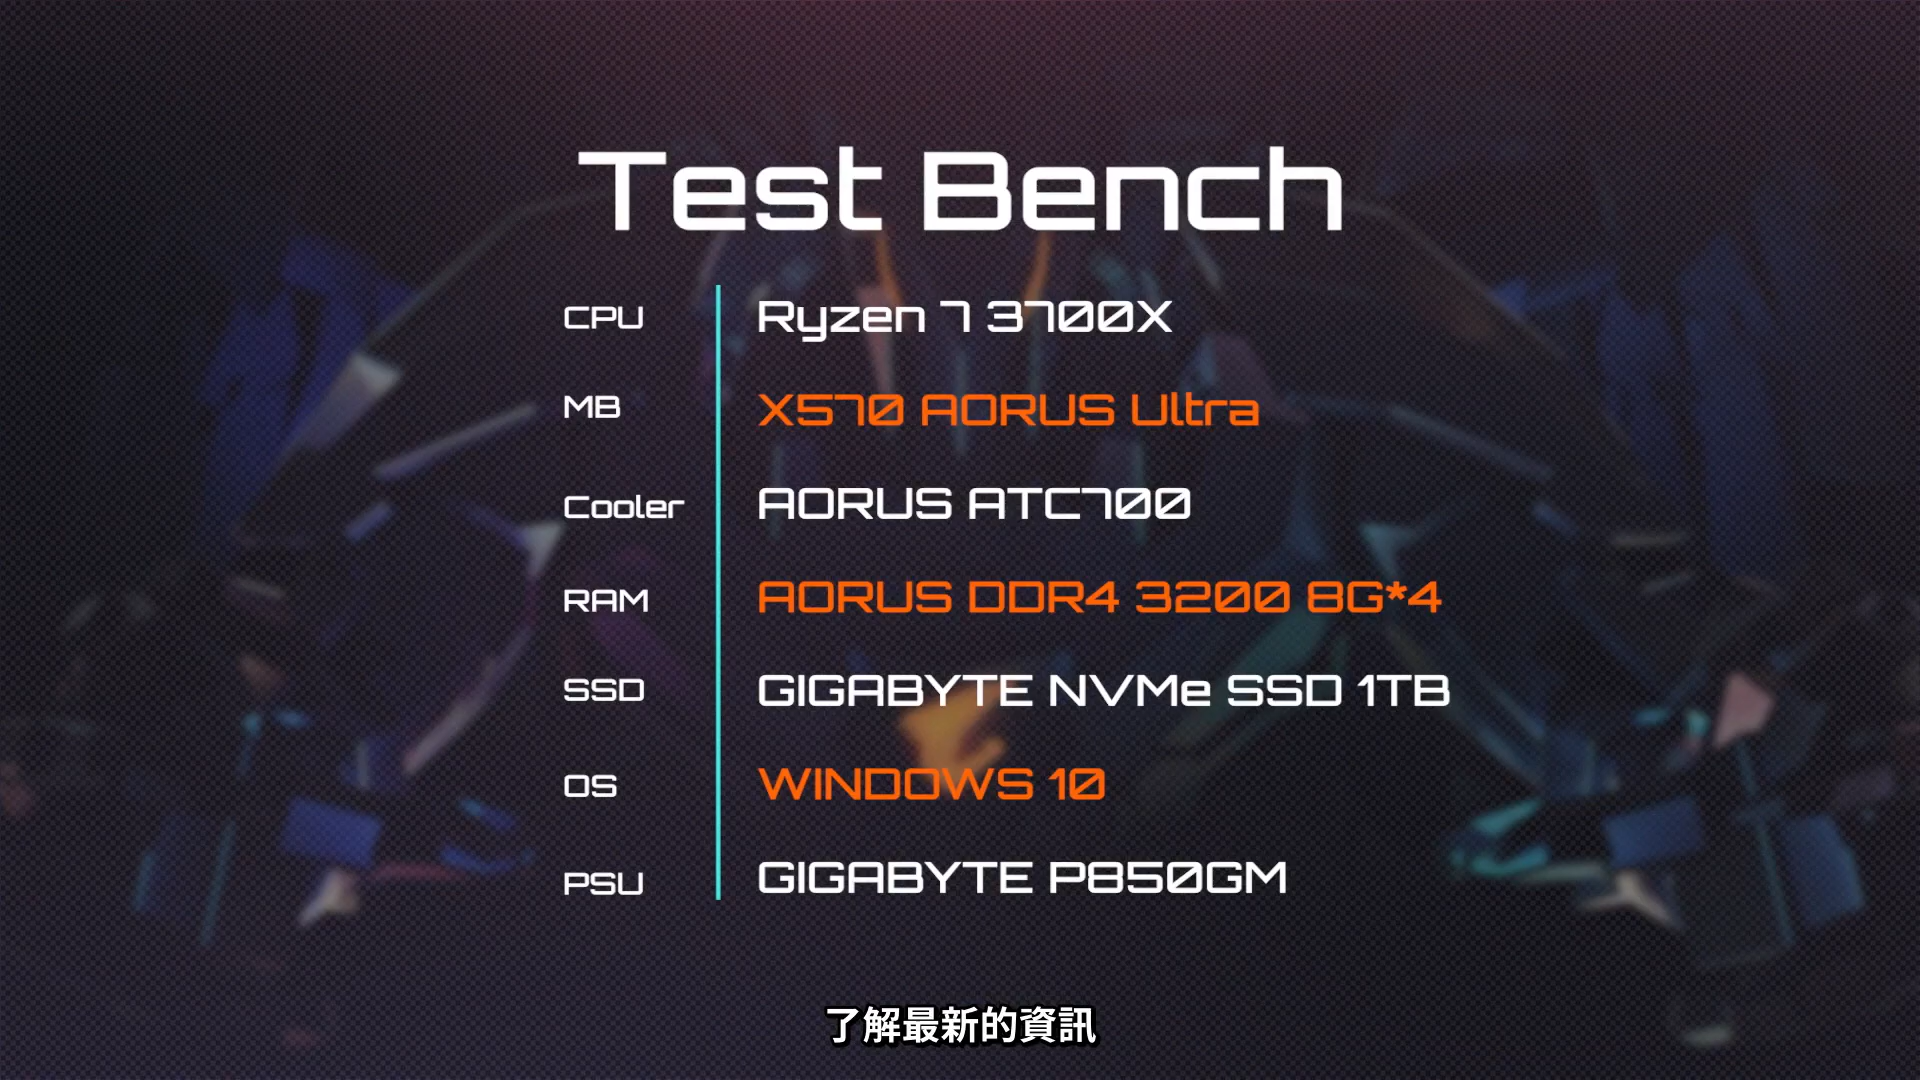 Test Bench
CPU Ryzen 7 3700X
MB X570 AORUS Ultra
Cooler AORUS ATC700
RAM AORUS DDR4 3200 8G*4
SSD GIGABYTE NVMe SSD 1TB
OS WINDOWS 10
PSU GIGABYTE P850GM
了解最新的資訊